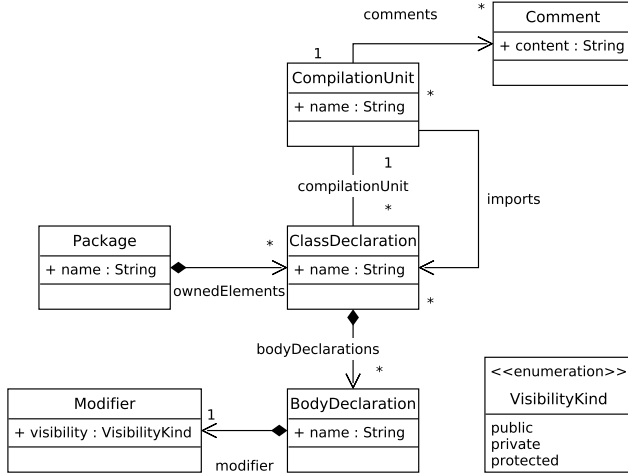 comments
*
Comment
+ content : String
1
CompilationUnit
+ name : String
*
1
compilationUnit
*
imports
Package
+ name : String
*
ownedElements
ClassDeclaration
+ name : String
*
bodyDeclarations
*
Modifier
+ visibility : VisibilityKind
1
modifier
BodyDeclaration
+ name : String
<<enumeration>>
VisibilityKind
public
private
protected